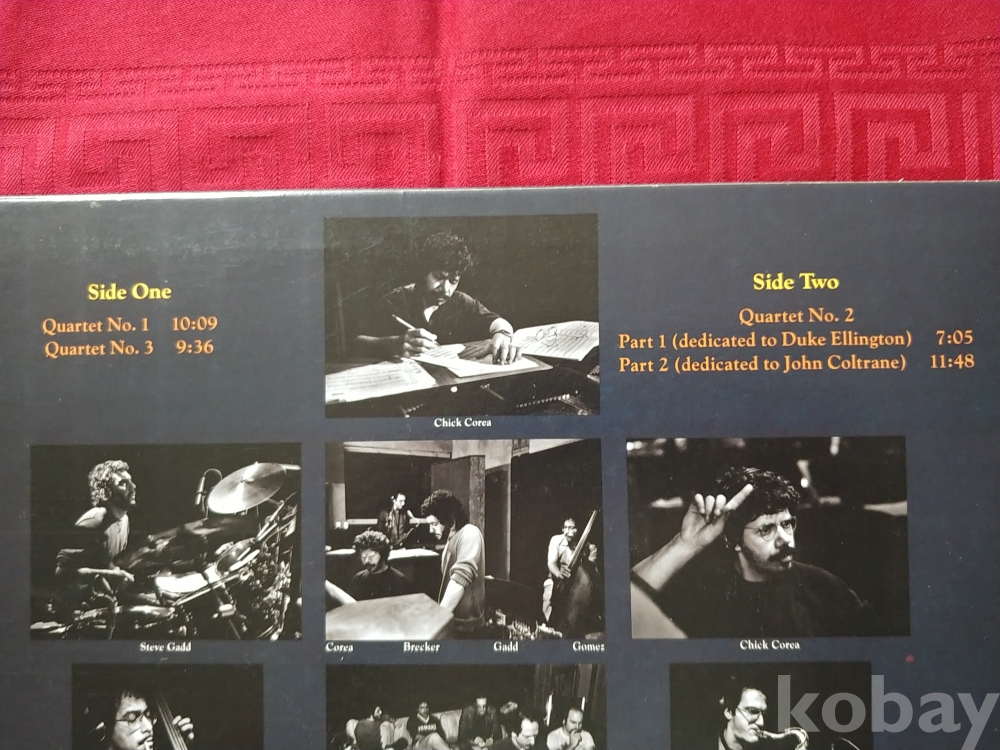 Side One
Quartet No. 1 10:09
Quartet No. 3 9:36
Side Two
Quartet No. 2
Part 1 (dedicated to Duke Ellington) 7:05
Part 2 (dedicated to John Coltrane) 11:48
Chick Corea
Steve Gadd
Corea Brecker Gadd Gomez
Chick Corea
YAMAHA
kobay